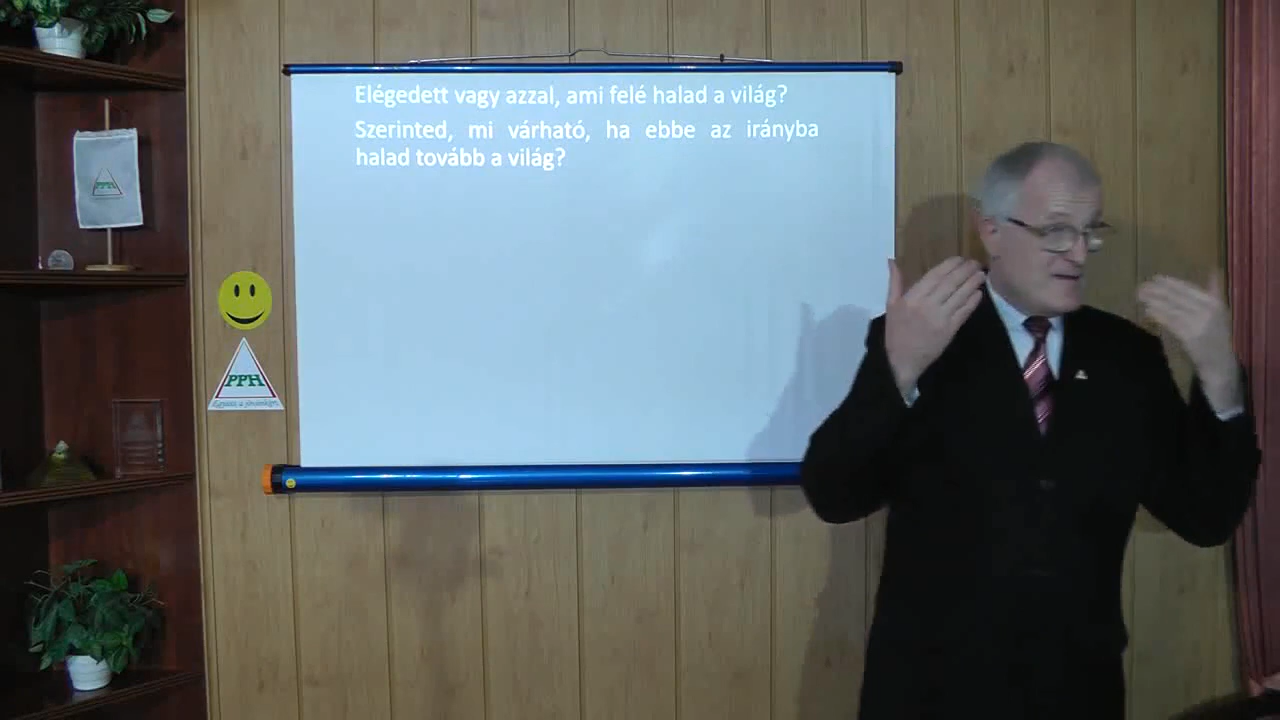 Elégedett vagy azzal, ami felé halad a világ?
Szerinted, mi várható, ha ebbe az irányba
halad tovább a világ?
PPH
PPH